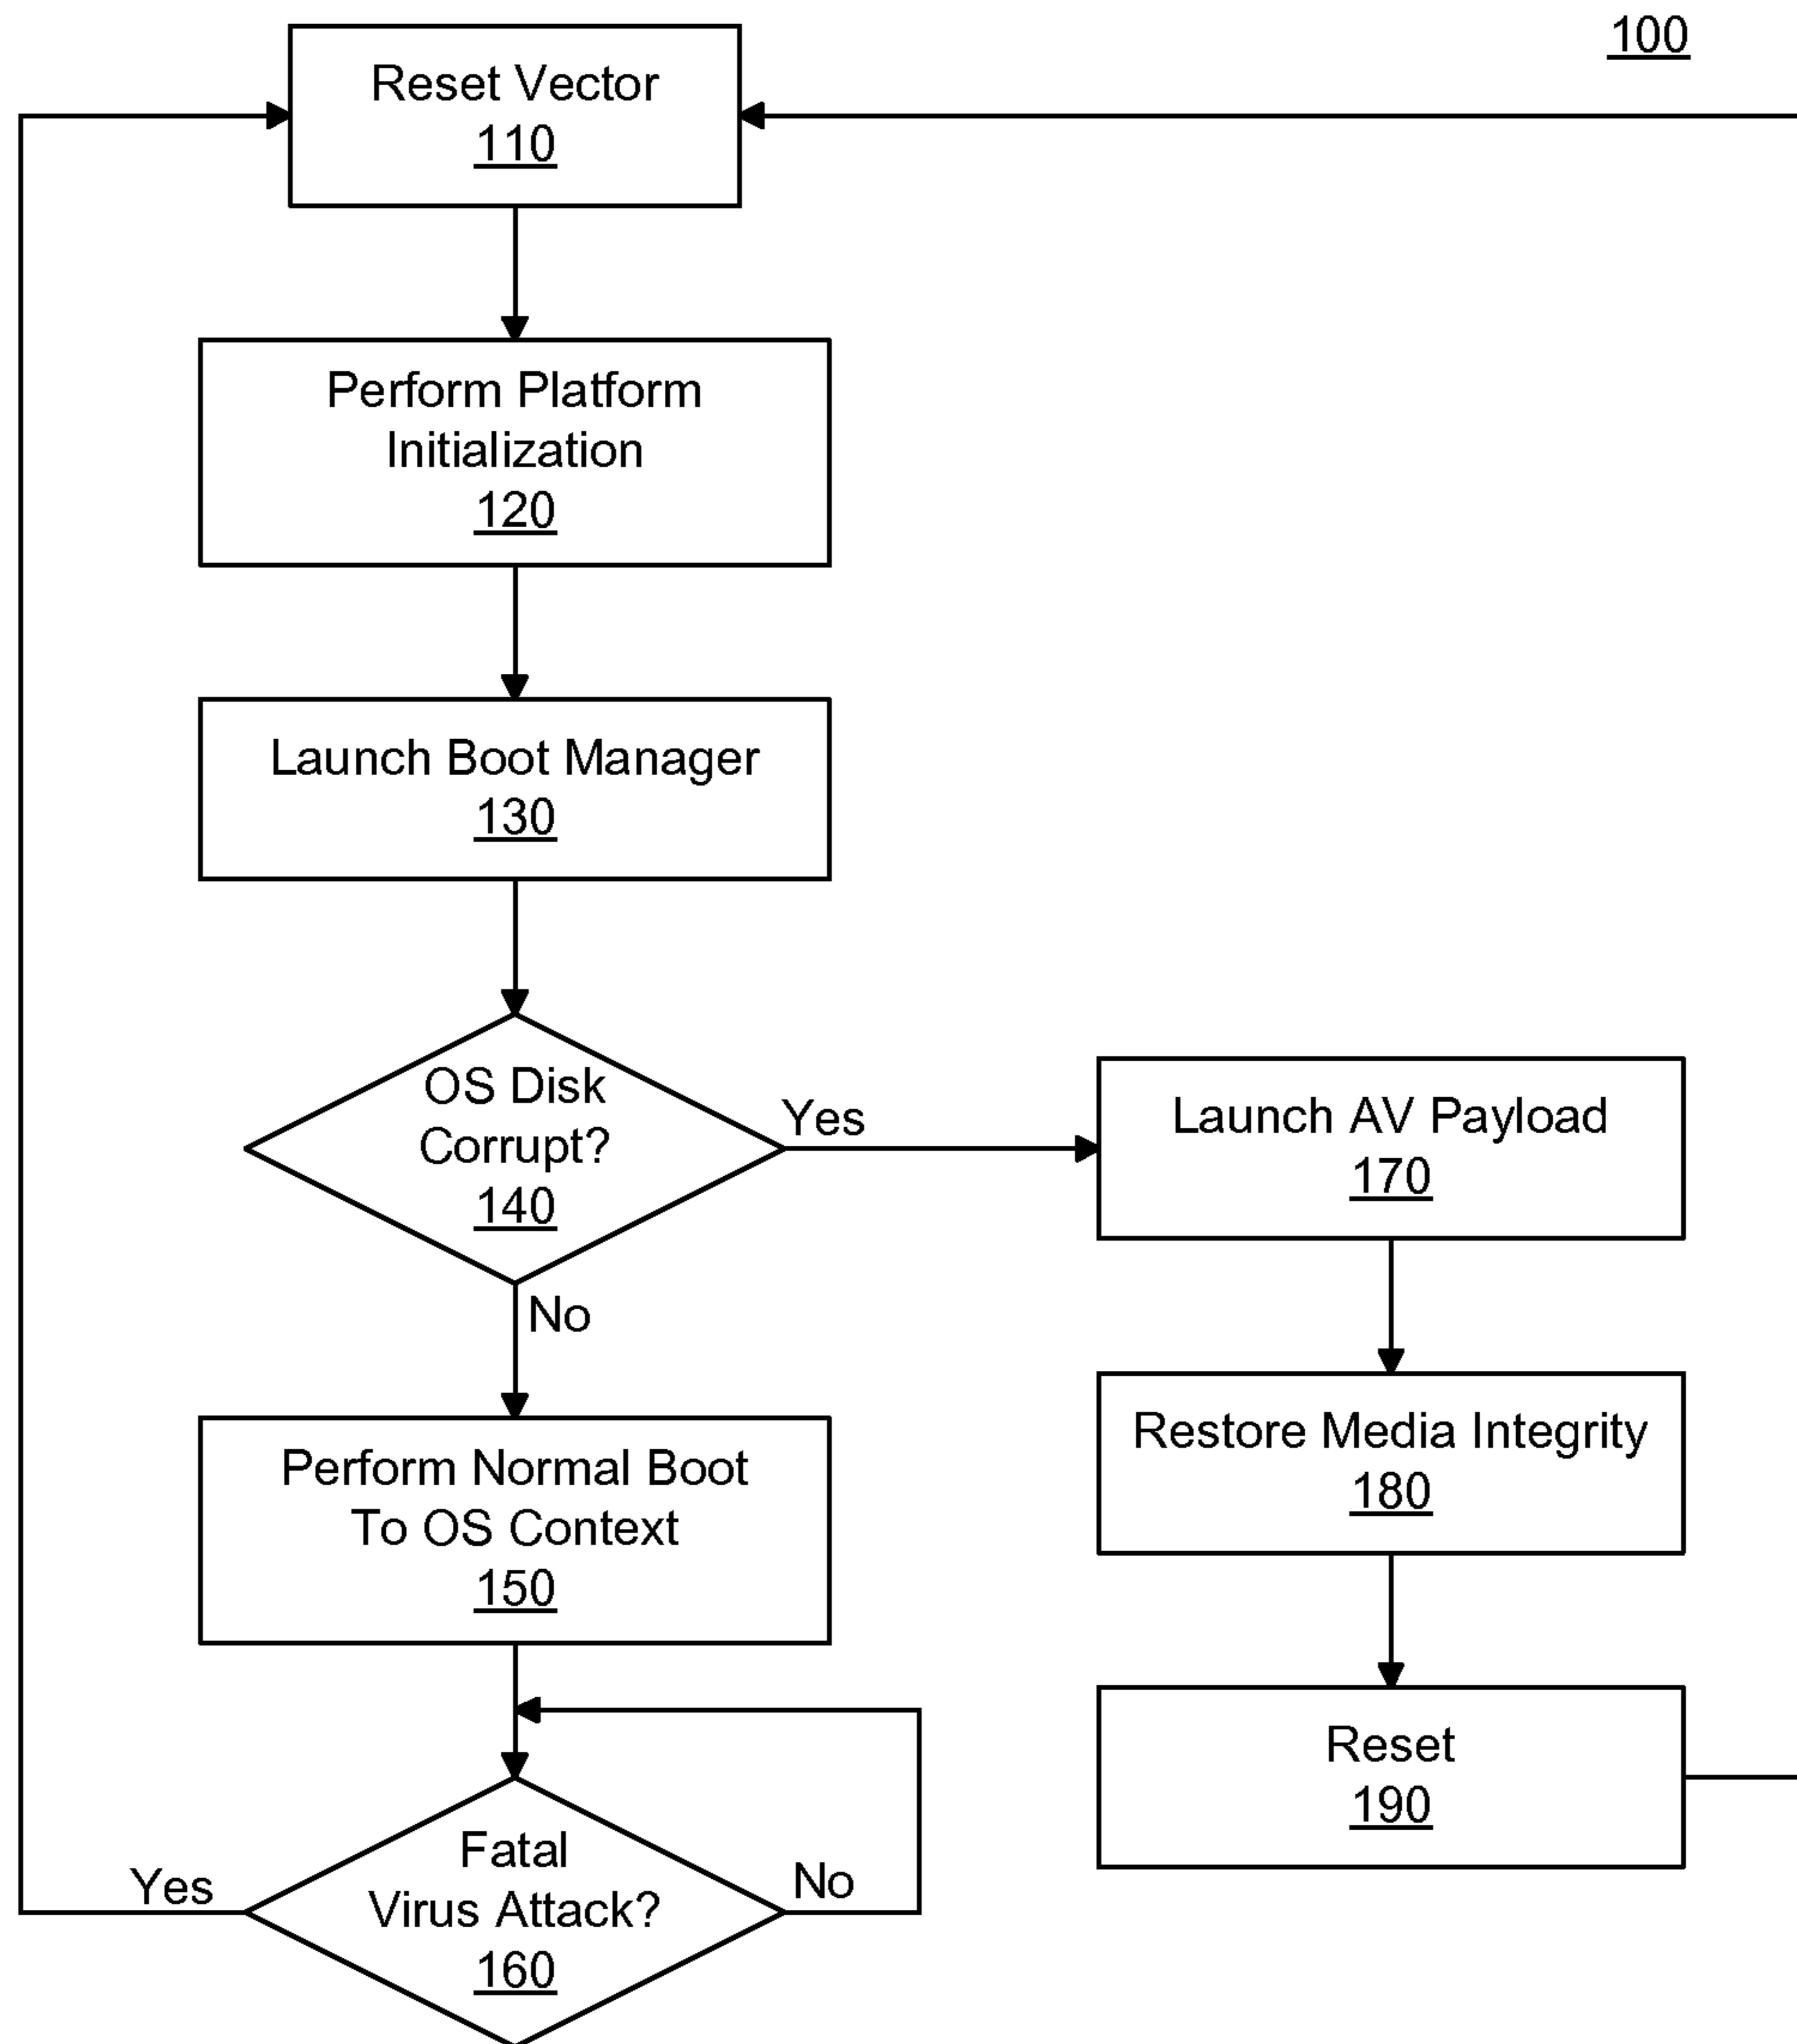 100
Reset Vector
110
Perform Platform
Initialization
120
Launch Boot Manager
130
OS Disk
Corrupt?
140
Yes
No
Launch AV Payload
170
Restore Media Integrity
180
Reset
190
Perform Normal Boot
To OS Context
150
Fatal
Virus Attack?
160
Yes
No